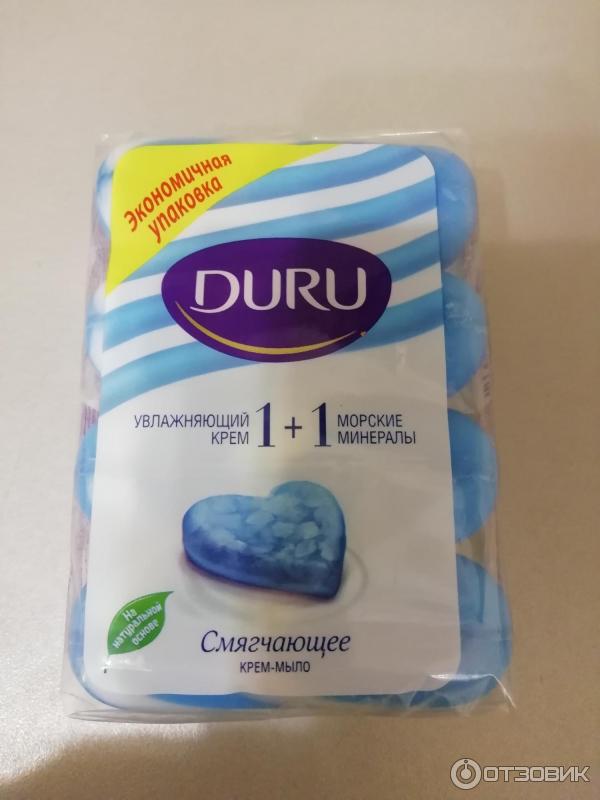 Экономичная
упаковка
DURU
УВЛАЖНЯЮЩИЙ
КРЕМ
1+1
МОРСКИЕ
МИНЕРАЛЫ
На
натуральной
основе
Смягчающее
КРЕМ-МЫЛО
ОТЗОВИК